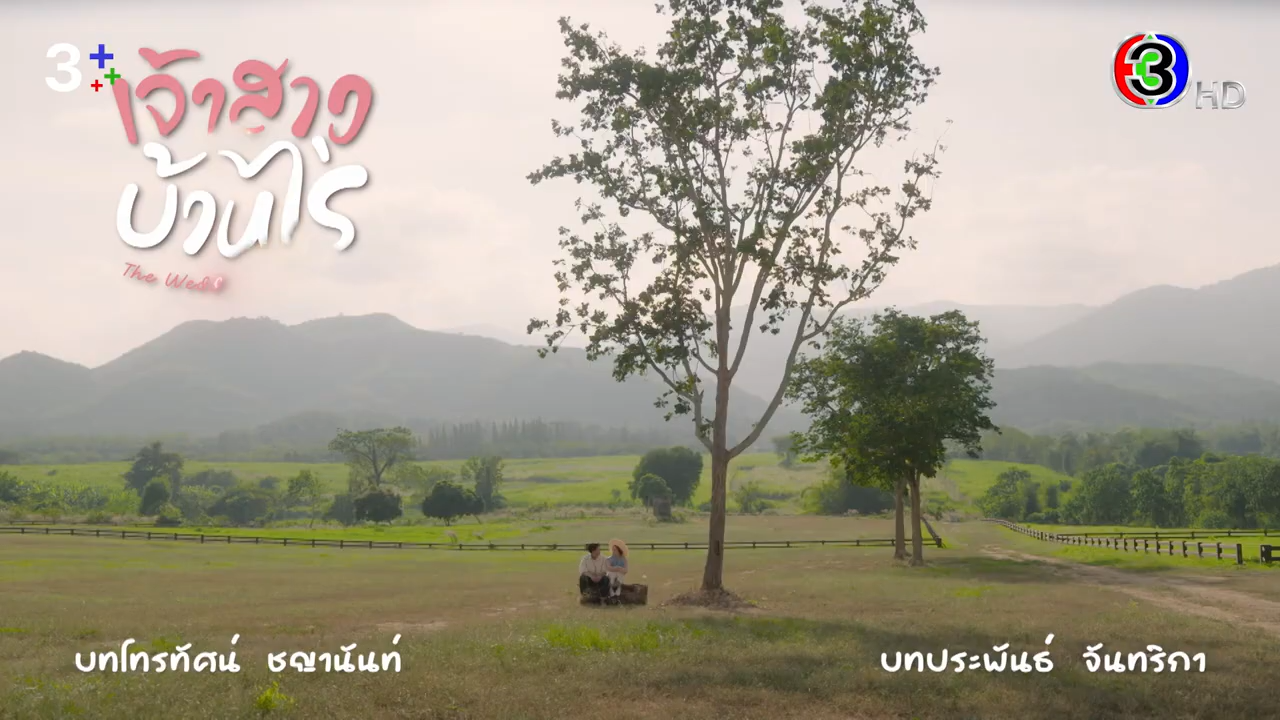 3+
3 HD
เจ้าสาว
บ้านไร่
The Wed
บทโทรทัศน์ ชญานันท์
บทประพันธ์ จันทริกา